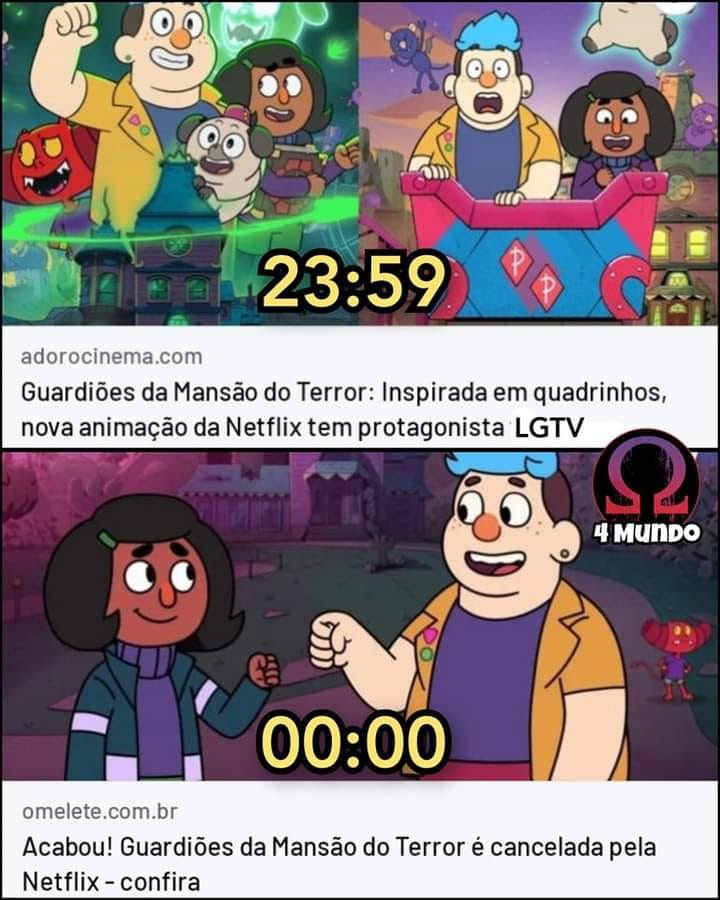 23:59
P
P
adorocinema.com
Guardiões da Mansão do Terror: Inspirada em quadrinhos,
nova animação da Netflix tem protagonista LGTV
4 MUNDO
00:00
omelete.com.br
Acabou! Guardiões da Mansão do Terror é cancelada pela
Netflix - confira